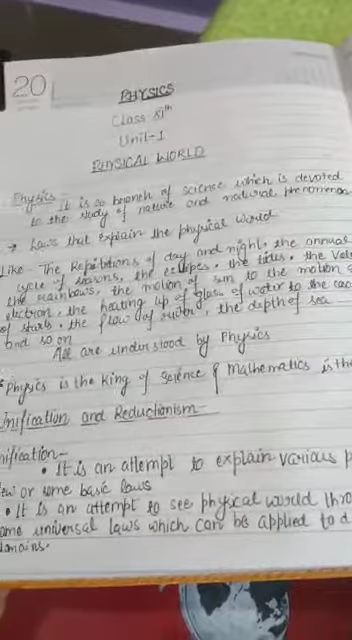 20
PHYSICS
Class XIth
Unit-1
PHYSICAL WORLD
Physics - It is a branch of science which is devoted
to the study of nature and natural phenomena
→ Laws that explain the physical world
Like - The Repitations of day and night, the annual
cycle of seasons, the eclipses, the tides, the
the rainbows, the motion of sun to the motion of
electron, the heating up of glass of water to the
of stars, the flow of river, the depth of sea
and so on
All are understood by Physics
Physics is the King of Science & Mathematics is the
Unification and Reductionism-
nification-
• It is an attempt to explain various p
few or some basic laws
• It is an attempt to see physical world thro
ome universal laws which can be applied to d
domains.